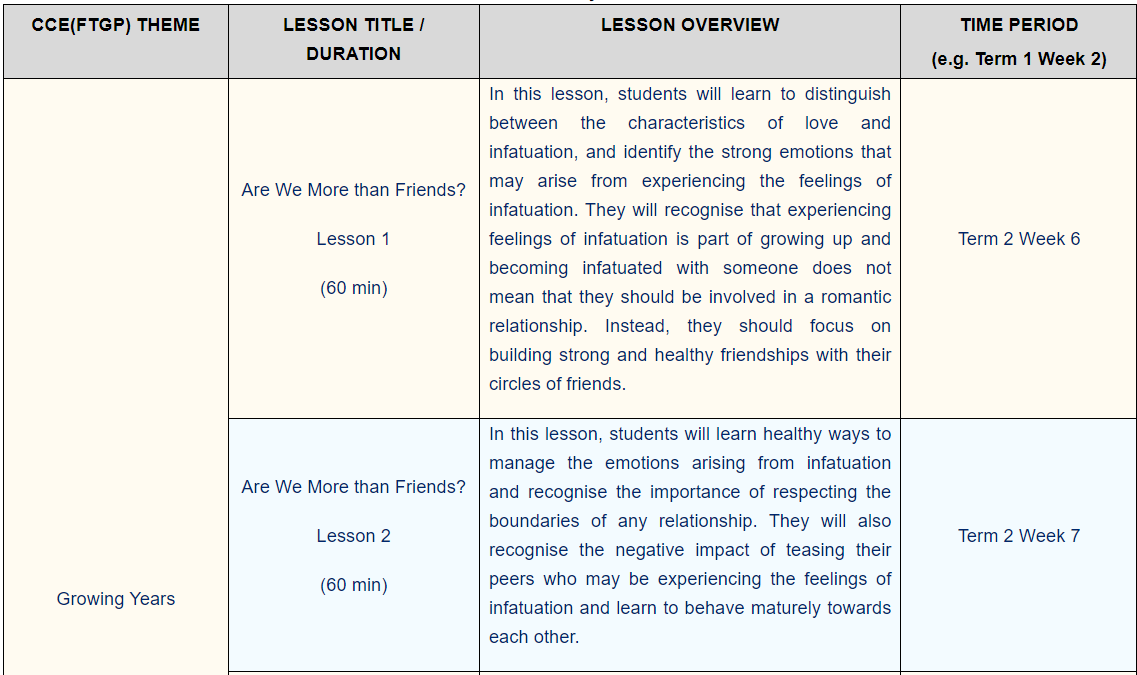 CCE(FTGP) THEME
LESSON TITLE /
DURATION
LESSON OVERVIEW
TIME PERIOD
(e.g. Term 1 Week 2)
Growing Years
Are We More than Friends?
Lesson 1
(60 min)
In this lesson, students will learn to distinguish
between the characteristics of love and
infatuation, and identify the strong emotions that
may arise from experiencing the feelings of
infatuation. They will recognise that experiencing
feelings of infatuation is part of growing up and
becoming infatuated with someone does not
mean that they should be involved in a romantic
relationship. Instead, they should focus on
building strong and healthy friendships with their
circles of friends.
Term 2 Week 6
Are We More than Friends?
Lesson 2
(60 min)
In this lesson, students will learn healthy ways to
manage the emotions arising from infatuation
and recognise the importance of respecting the
boundaries of any relationship. They will also
recognise the negative impact of teasing their
peers who may be experiencing the feelings of
infatuation and learn to behave maturely towards
each other.
Term 2 Week 7